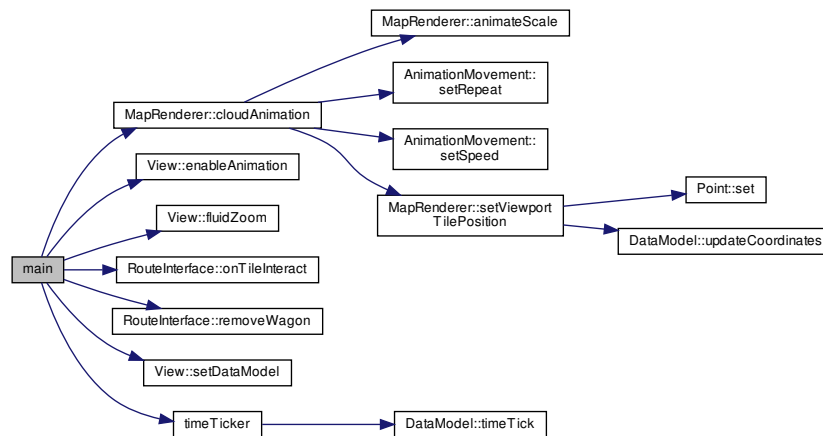 MapRenderer::animateScale
AnimationMovement::
setRepeat
MapRenderer::cloudAnimation
AnimationMovement::
setSpeed
View::enableAnimation
Point::set
MapRenderer::setViewport
TilePosition
View::fluidZoom
DataModel::updateCoordinates
main
RouteInterface::onTileInteract
RouteInterface::removeWagon
View::setDataModel
timeTicker
DataModel::timeTick